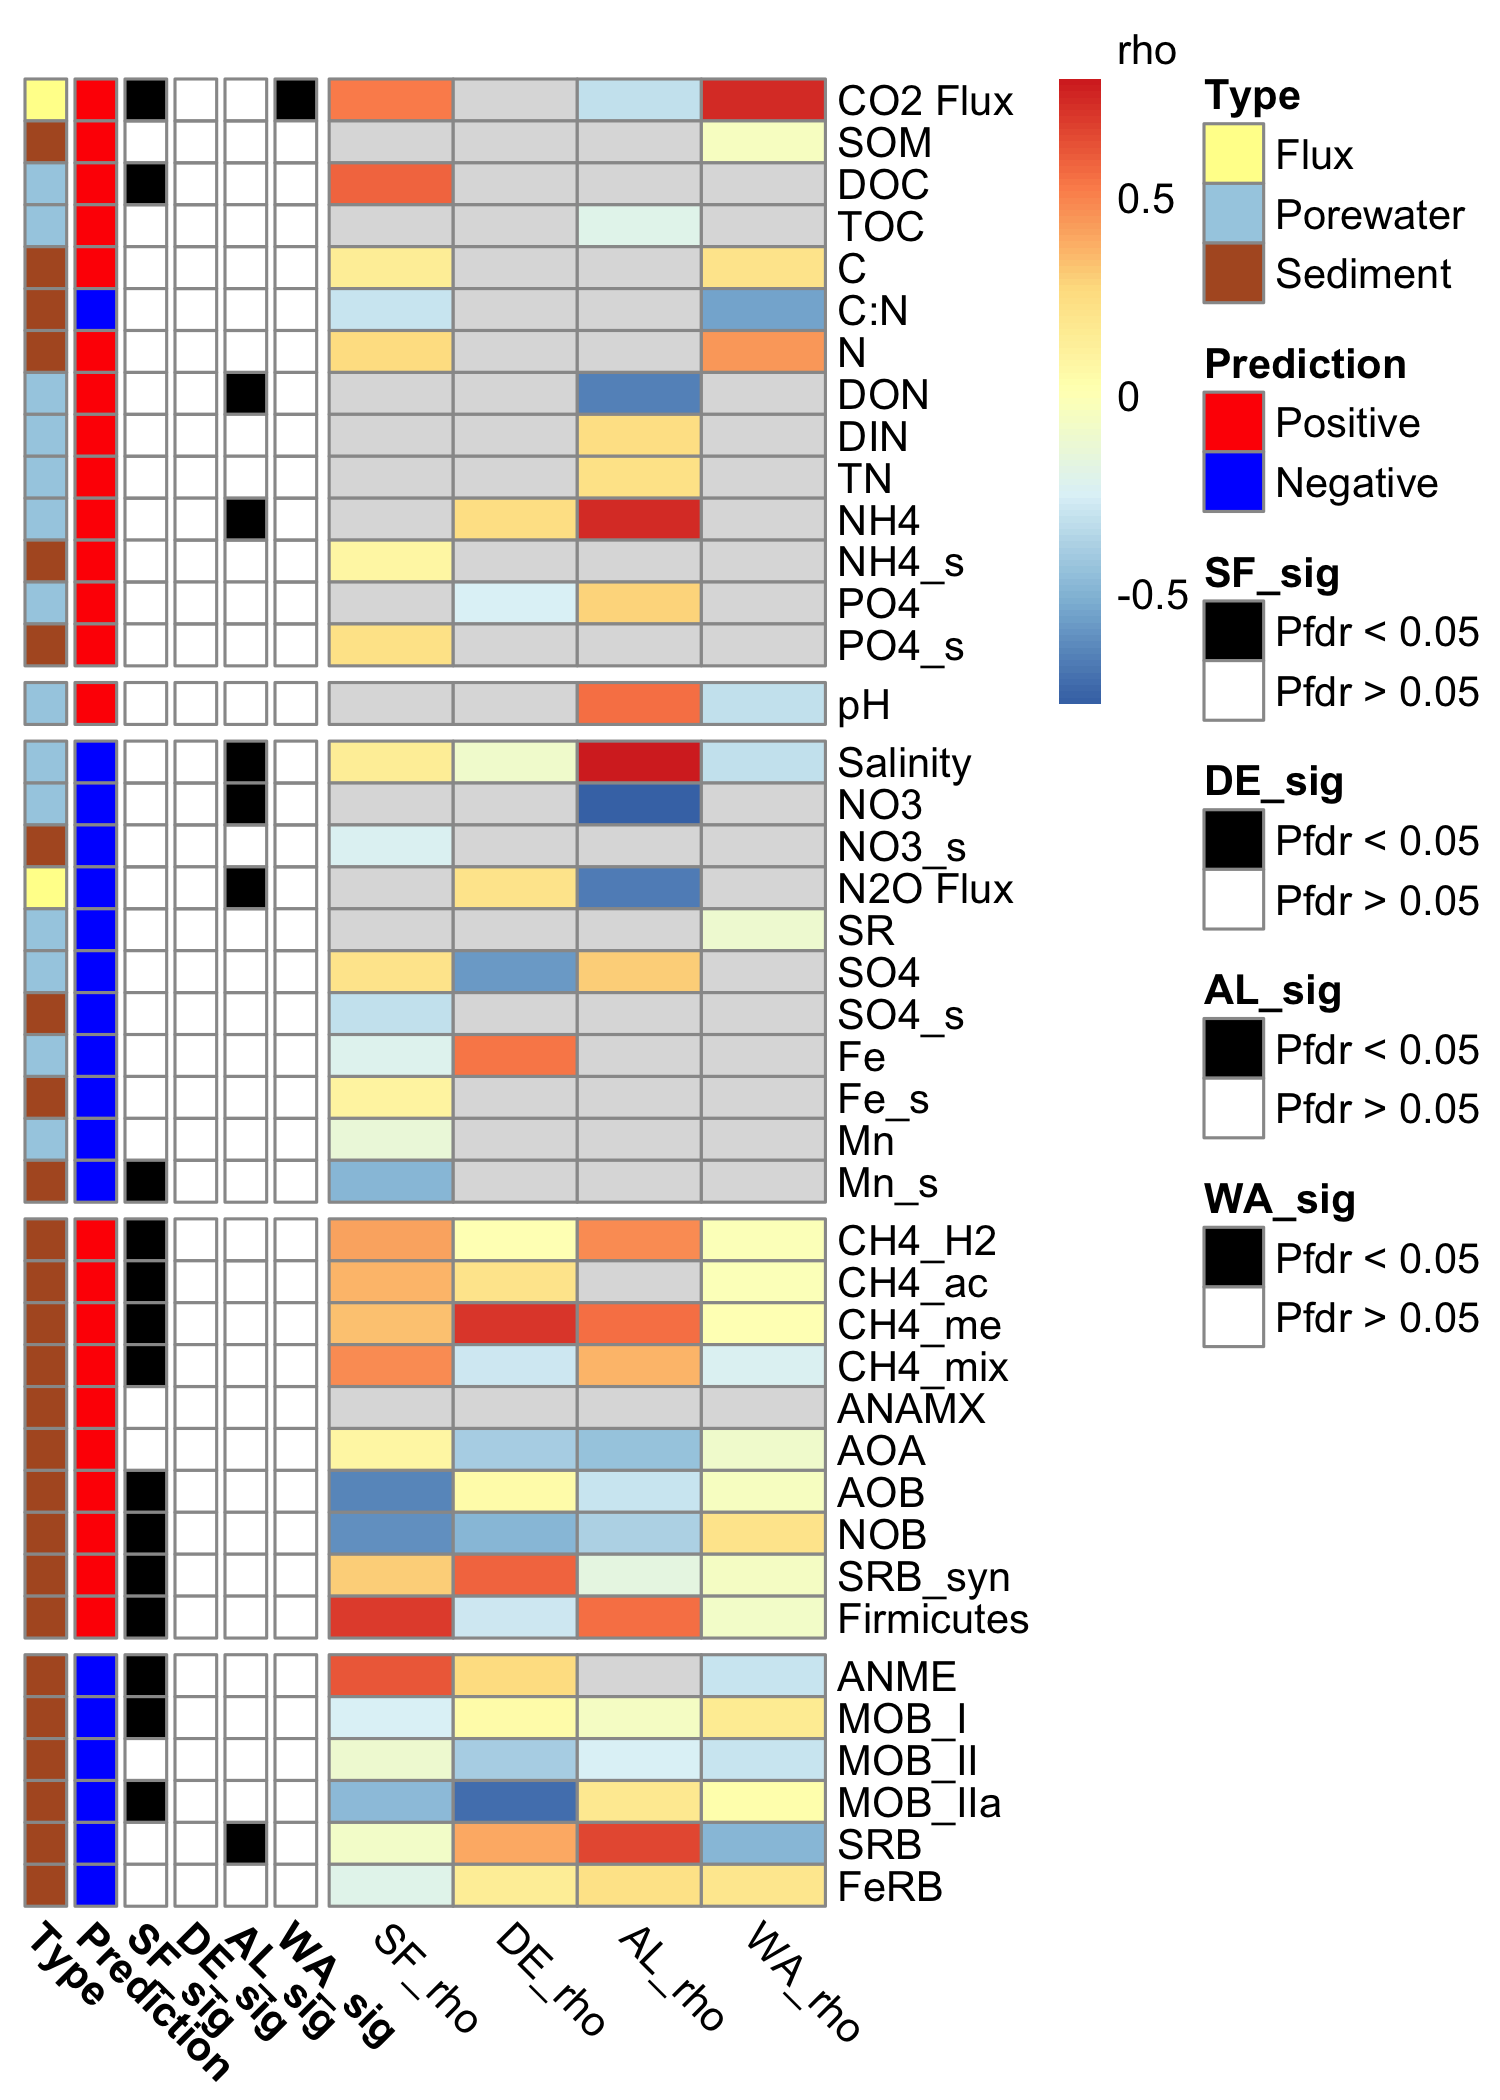 rho
0.5
0
-0.5
CO2 Flux
SOM
DOC
TOC
C
C:N
N
DON
DIN
TN
NH4
NH4_s
PO4
PO4_s
pH
Salinity
NO3
NO3_s
N2O Flux
SR
SO4
SO4_s
Fe
Fe_s
Mn
Mn_s
CH4_H2
CH4_ac
CH4_me
CH4_mix
ANAMX
AOA
AOB
NOB
SRB_syn
Firmicutes
ANME
MOB_I
MOB_II
MOB_IIa
SRB
FeRB
Type
Prediction
SF_sig
DE_sig
AL_sig
WA_sig
SF_rho
DE_rho
AL_rho
WA_rho
Type
Flux
Porewater
Sediment
Prediction
Positive
Negative
SF_sig
Pfdr < 0.05
Pfdr > 0.05
DE_sig
Pfdr < 0.05
Pfdr > 0.05
AL_sig
Pfdr < 0.05
Pfdr > 0.05
WA_sig
Pfdr < 0.05
Pfdr > 0.05